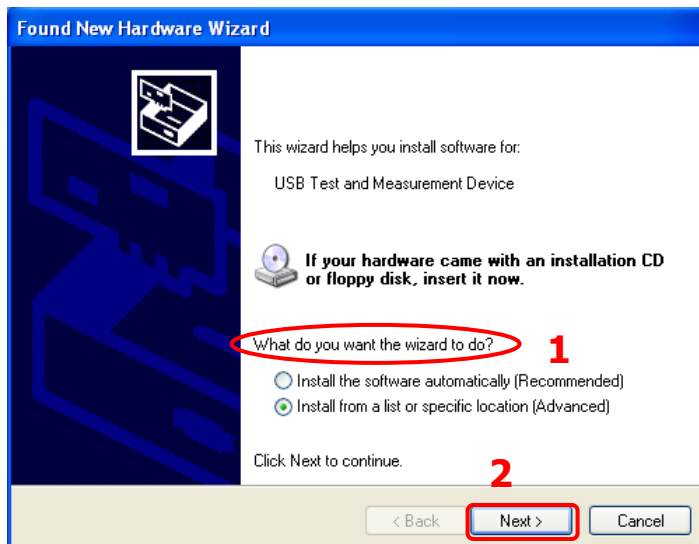 Found New Hardware Wizard
This wizard helps you install software for:
USB Test and Measurement Device
If your hardware came with an installation CD
or floppy disk, insert it now.
What do you want the wizard to do?
1
Install the software automatically (Recommended)
Install from a list or specific location (Advanced)
Click Next to continue.
2
< Back
Next >
Cancel